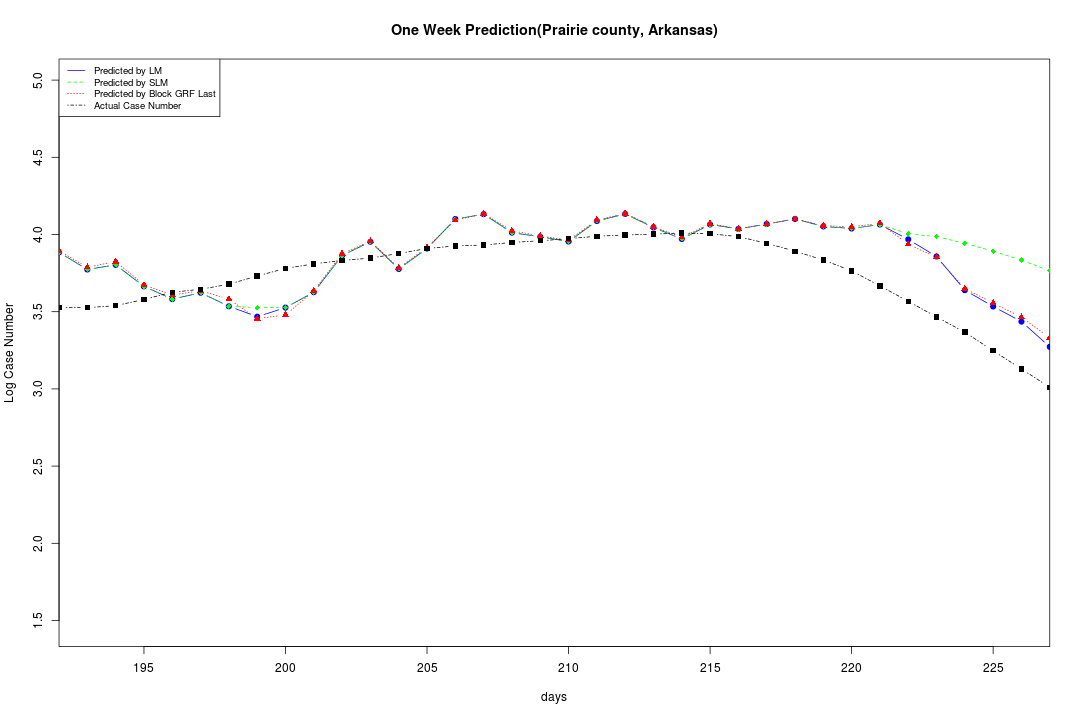 One Week Prediction(Prairie county, Arkansas)
Predicted by LM
Predicted by SLM
Predicted by Block GRF Last
Actual Case Number
Log Case Number
5.0
4.5
4.0
3.5
3.0
2.5
2.0
1.5
195 200 205 210 215 220 225
days